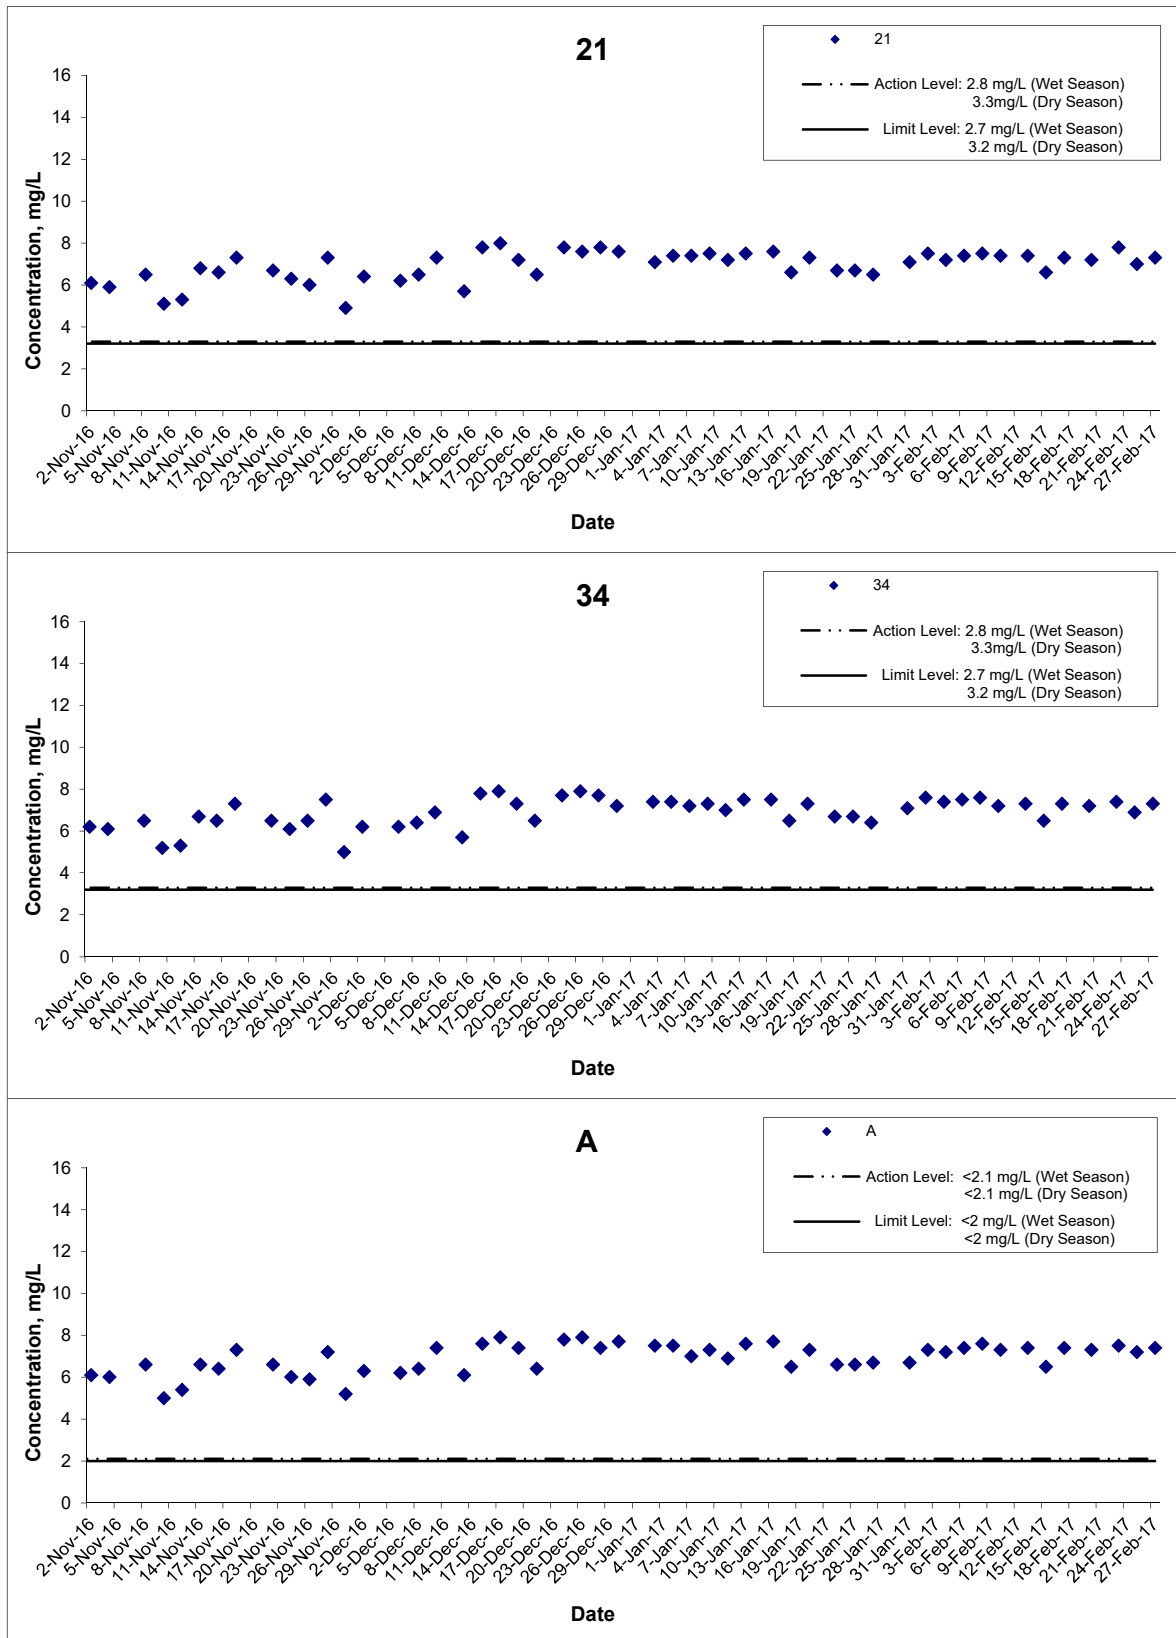 21
21
Action Level: 2.8 mg/L (Wet Season)
3.3mg/L (Dry Season)
Limit Level: 2.7 mg/L (Wet Season)
3.2 mg/L (Dry Season)
Concentration, mg/L
16
14
12
10
8
6
4
2
0
2-Nov-16
5-Nov-16
8-Nov-16
11-Nov-16
14-Nov-16
17-Nov-16
20-Nov-16
23-Nov-16
26-Nov-16
29-Nov-16
2-Dec-16
5-Dec-16
8-Dec-16
11-Dec-16
14-Dec-16
17-Dec-16
20-Dec-16
23-Dec-16
26-Dec-16
29-Dec-16
1-Jan-17
4-Jan-17
7-Jan-17
10-Jan-17
13-Jan-17
16-Jan-17
19-Jan-17
22-Jan-17
25-Jan-17
28-Jan-17
31-Jan-17
3-Feb-17
6-Feb-17
9-Feb-17
12-Feb-17
15-Feb-17
18-Feb-17
21-Feb-17
24-Feb-17
27-Feb-17
Date
34
34
Action Level: 2.8 mg/L (Wet Season)
3.3mg/L (Dry Season)
Limit Level: 2.7 mg/L (Wet Season)
3.2 mg/L (Dry Season)
Concentration, mg/L
16
14
12
10
8
6
4
2
0
2-Nov-16
5-Nov-16
8-Nov-16
11-Nov-16
14-Nov-16
17-Nov-16
20-Nov-16
23-Nov-16
26-Nov-16
29-Nov-16
2-Dec-16
5-Dec-16
8-Dec-16
11-Dec-16
14-Dec-16
17-Dec-16
20-Dec-16
23-Dec-16
26-Dec-16
29-Dec-16
1-Jan-17
4-Jan-17
7-Jan-17
10-Jan-17
13-Jan-17
16-Jan-17
19-Jan-17
22-Jan-17
25-Jan-17
28-Jan-17
31-Jan-17
3-Feb-17
6-Feb-17
9-Feb-17
12-Feb-17
15-Feb-17
18-Feb-17
21-Feb-17
24-Feb-17
27-Feb-17
Date
A
A
Action Level: <2.1 mg/L (Wet Season)
<2.1 mg/L (Dry Season)
Limit Level: <2 mg/L (Wet Season)
<2 mg/L (Dry Season)
Concentration, mg/L
16
14
12
10
8
6
4
2
0
2-Nov-16
5-Nov-16
8-Nov-16
11-Nov-16
14-Nov-16
17-Nov-16
20-Nov-16
23-Nov-16
26-Nov-16
29-Nov-16
2-Dec-16
5-Dec-16
8-Dec-16
11-Dec-16
14-Dec-16
17-Dec-16
20-Dec-16
23-Dec-16
26-Dec-16
29-Dec-16
1-Jan-17
4-Jan-17
7-Jan-17
10-Jan-17
13-Jan-17
16-Jan-17
19-Jan-17
22-Jan-17
25-Jan-17
28-Jan-17
31-Jan-17
3-Feb-17
6-Feb-17
9-Feb-17
12-Feb-17
15-Feb-17
18-Feb-17
21-Feb-17
24-Feb-17
27-Feb-17
Date